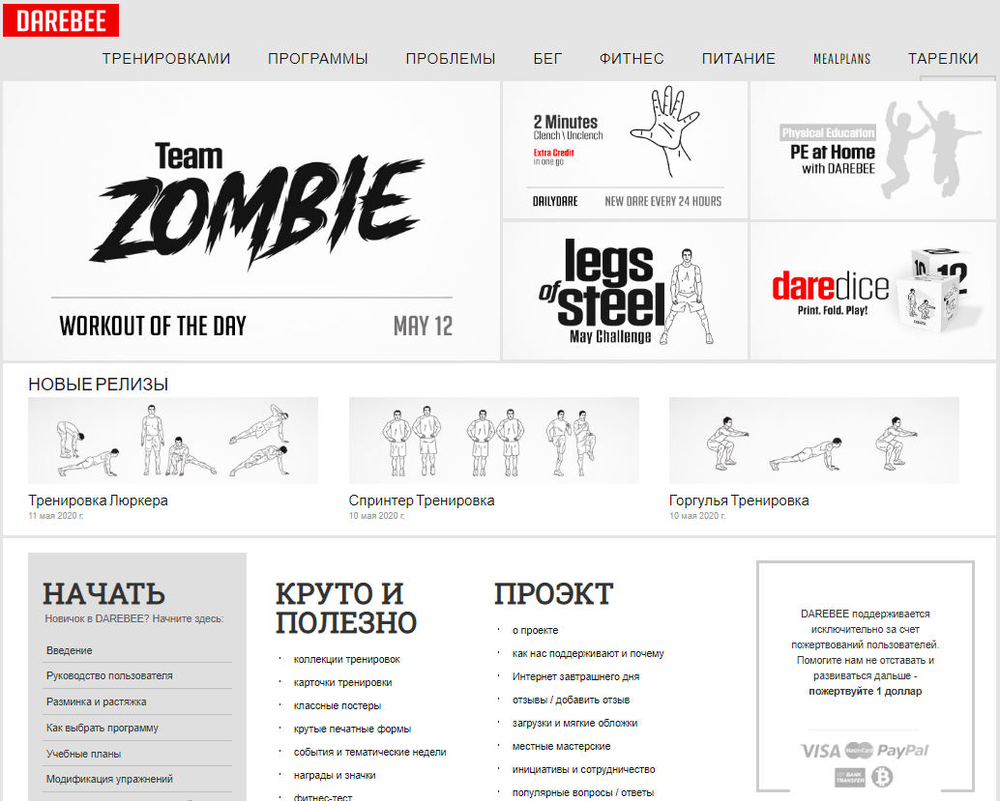 DAREBEE
ТРЕНИРОВКАМИ ПРОГРАММЫ ПРОБЛЕМЫ БЕГ ФИТНЕС ПИТАНИЕ MEALPLANS ТАРЕЛКИ
Team
ZOMBIE
WORKOUT OF THE DAY MAY 12
2 Minutes
Clench \ Unclench
Extra Credit
in one go
DAILYDARE NEW DARE EVERY 24 HOURS
Physical Education
PE at Home
with DAREBEE
legs
of steel
May Challenge
daredice
Print. Fold. Play!
10 12
НОВЫЕ РЕЛИЗЫ
Тренировка Люркера
11 мая 2020 г.
Спринтер Тренировка
10 мая 2020 г.
Горгулья Тренировка
10 мая 2020 г.
НАЧАТЬ
Новичок в DAREBEE? Начните здесь:
Введение
Руководство пользователя
Разминка и растяжка
Как выбрать программу
Учебные планы
Модификация упражнений
КРУТО И
ПОЛЕЗНО
коллекции тренировок
карточки тренировки
классные постеры
крутые печатные формы
события и тематические недели
награды и значки
фитнес-тест
ПРОЭКТ
о проекте
как нас поддерживают и почему
Интернет завтрашнего дня
отзывы / добавить отзыв
загрузки и мягкие обложки
местные мастерские
инициативы и сотрудничество
популярные вопросы / ответы
DAREBEE поддерживается
исключительно за счет
пожертвований пользователей.
Помогите нам не отставать и
развиваться дальше -
пожертвуйте 1 доллар
VISA MasterCard PayPal
BANK
TRANSFER